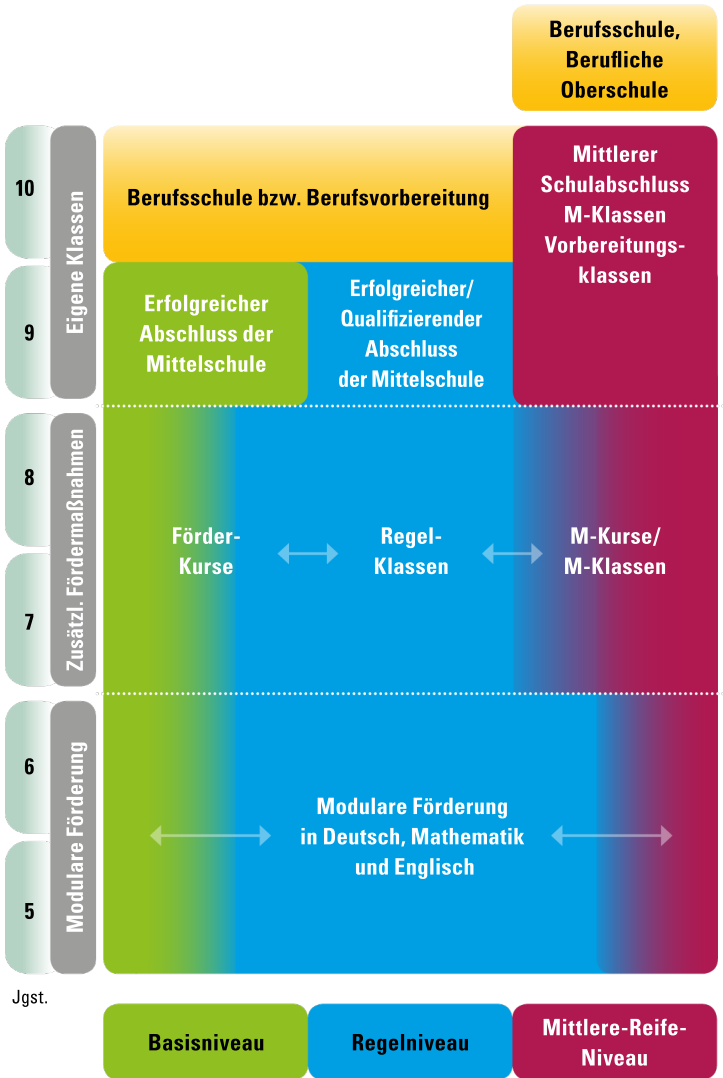 Berufsschule,
Berufliche
Oberschule
10
9
Eigene Klassen
Berufsschule bzw. Berufsvorbereitung
Mittlerer
Schulabschluss
M-Klassen
Vorbereitungs-
klassen
Erfolgreicher
Abschluss der
Mittelschule
Erfolgreicher/
Qualifizierender
Abschluss
der Mittelschule
8
7
Zusätzl. Fördermaßnahmen
Förder-
Kurse
Regel-
Klassen
M-Kurse/
M-Klassen
6
5
Modulare Förderung
Modulare Förderung
in Deutsch, Mathematik
und Englisch
Jgst.
Basisniveau
Regelniveau
Mittlere-Reife-
Niveau